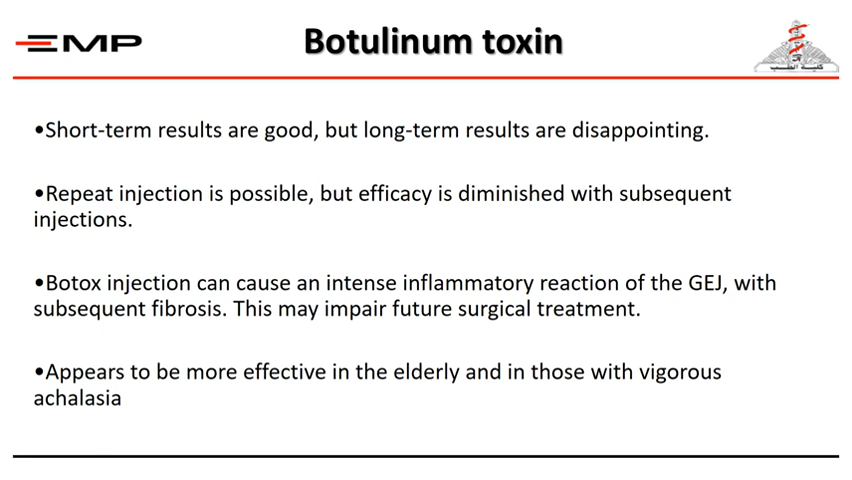 EMP
Botulinum toxin
كلية الطب
•Short-term results are good, but long-term results are disappointing.
•Repeat injection is possible, but efficacy is diminished with subsequent
injections.
•Botox injection can cause an intense inflammatory reaction of the GEJ, with
subsequent fibrosis. This may impair future surgical treatment.
•Appears to be more effective in the elderly and in those with vigorous
achalasia